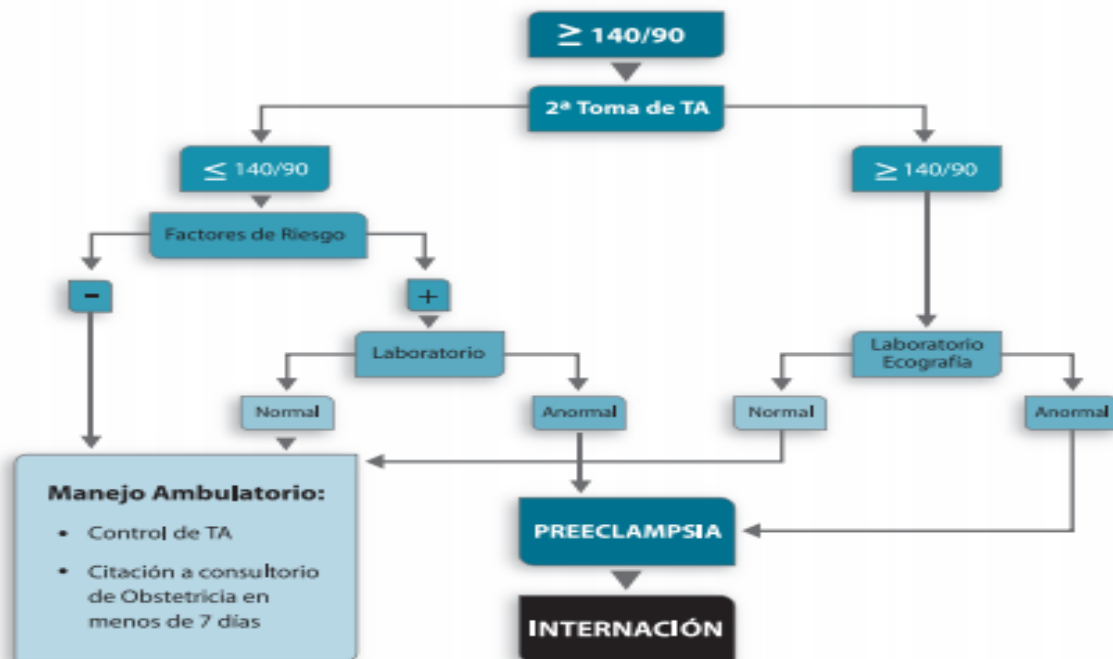 ≥ 140/90
2ª Toma de TA
≤ 140/90
≥ 140/90
Factores de Riesgo
-
+
Laboratorio
Laboratorio
Ecografía
Normal
Anormal
Normal
Anormal
Manejo Ambulatorio:
• Control de TA
• Citación a consultorio
de Obstetricia en
menos de 7 días
PREECLAMPSIA
INTERNACIÓN